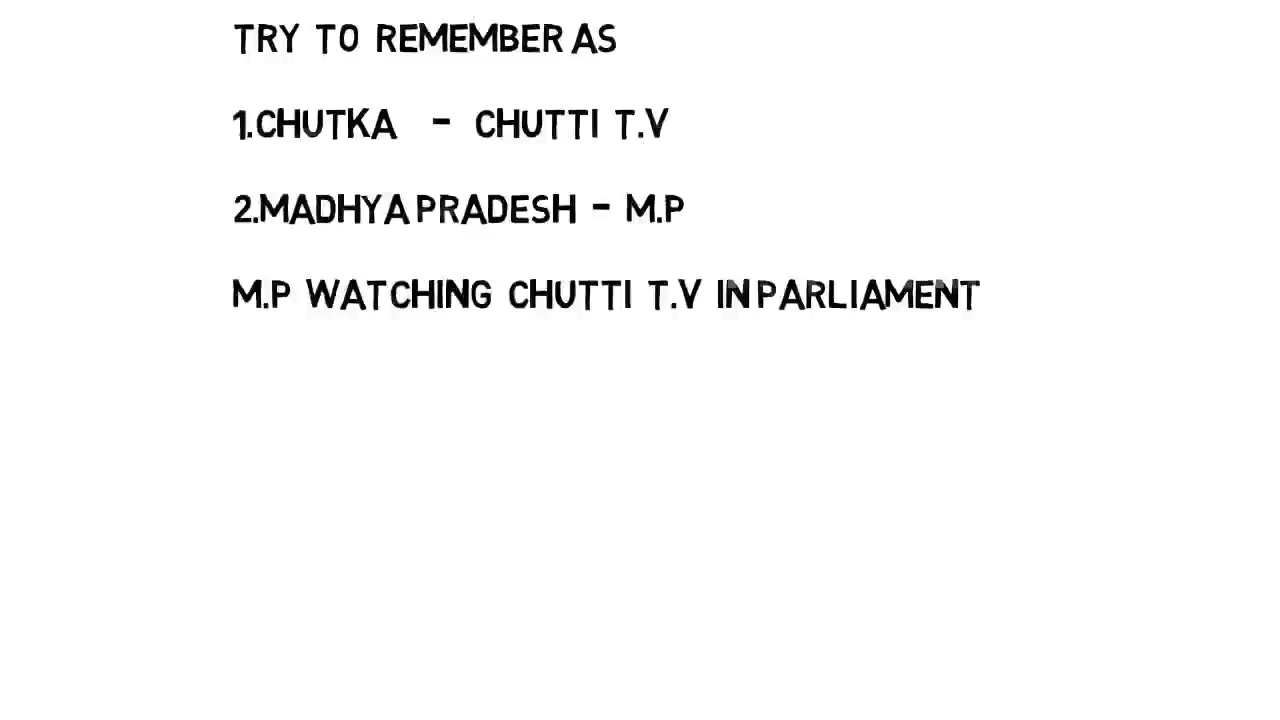 TRY TO REMEMBER AS
1.CHUTKA - CHUTTI T.V
2.MADHYA PRADESH - M.P
M.P WATCHING CHUTTI T.V IN PARLIAMENT